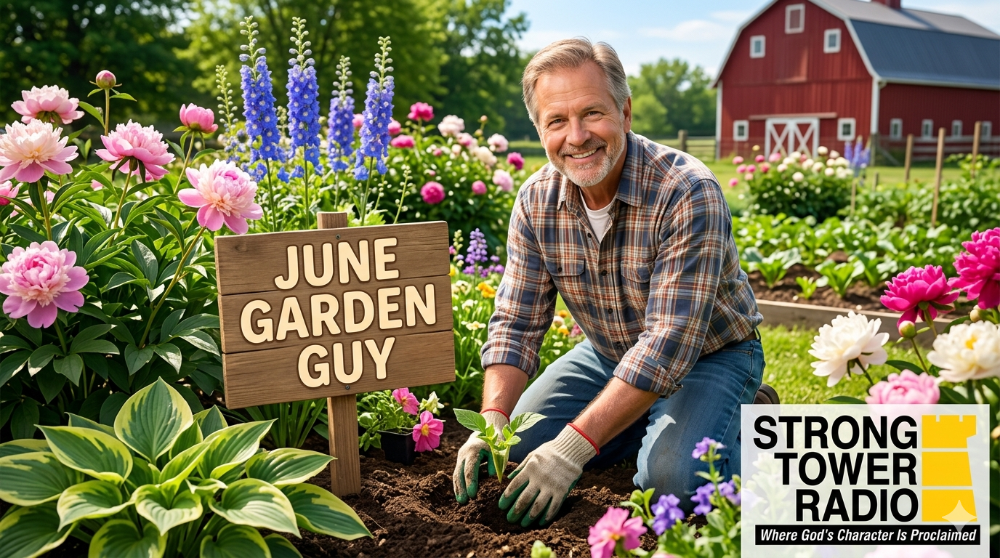 JUNE
GARDEN
GUY
STRONG
TOWER
RADIO
Where God's Character Is Proclaimed